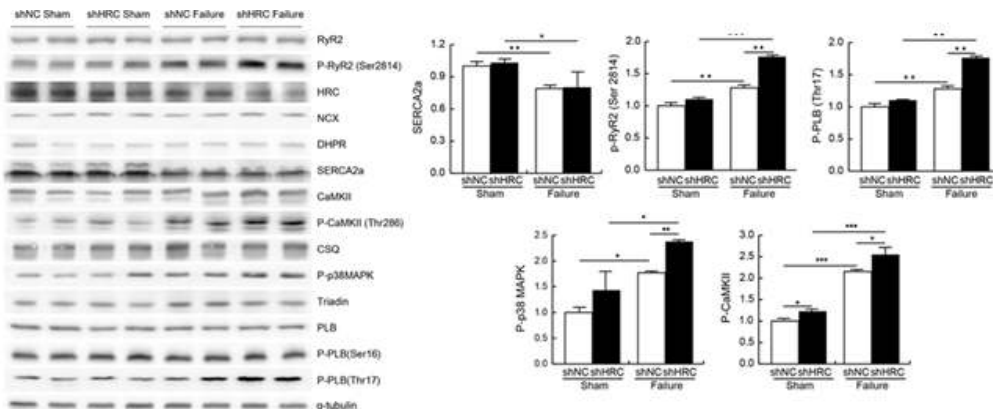 shNC Sham shHRC Sham shNC Failure shHRC Failure
RyR2
P-RyR2 (Ser2814)
HRC
NCX
DHPR
SERCA2a
CaMKII
P-CaMKII (Thr286)
CSQ
P-p38MAPK
Triadin
PLB
P-PLB(Ser16)
P-PLB(Thr17)
α-tubulin
SERCA2a
1.2
0.9
0.6
0.3
0.0
** *
shNC shHRC shNC shHRC
Sham Failure
p-RyR2 (Ser 2814)
2.0
1.5
1.0
0.5
0.0
** ** ***
shNC shHRC shNC shHRC
Sham Failure
P-PLB (Thr17)
2.0
1.5
1.0
0.5
0.0
** ** **
shNC shHRC shNC shHRC
Sham Failure
P-p38 MAPK
2.5
2.0
1.5
1.0
0.5
0.0
* * **
shNC shHRC shNC shHRC
Sham Failure
P-CaMKII
3.0
2.5
2.0
1.5
1.0
0.5
0.0
* *** *** *
shNC shHRC shNC shHRC
Sham Failure